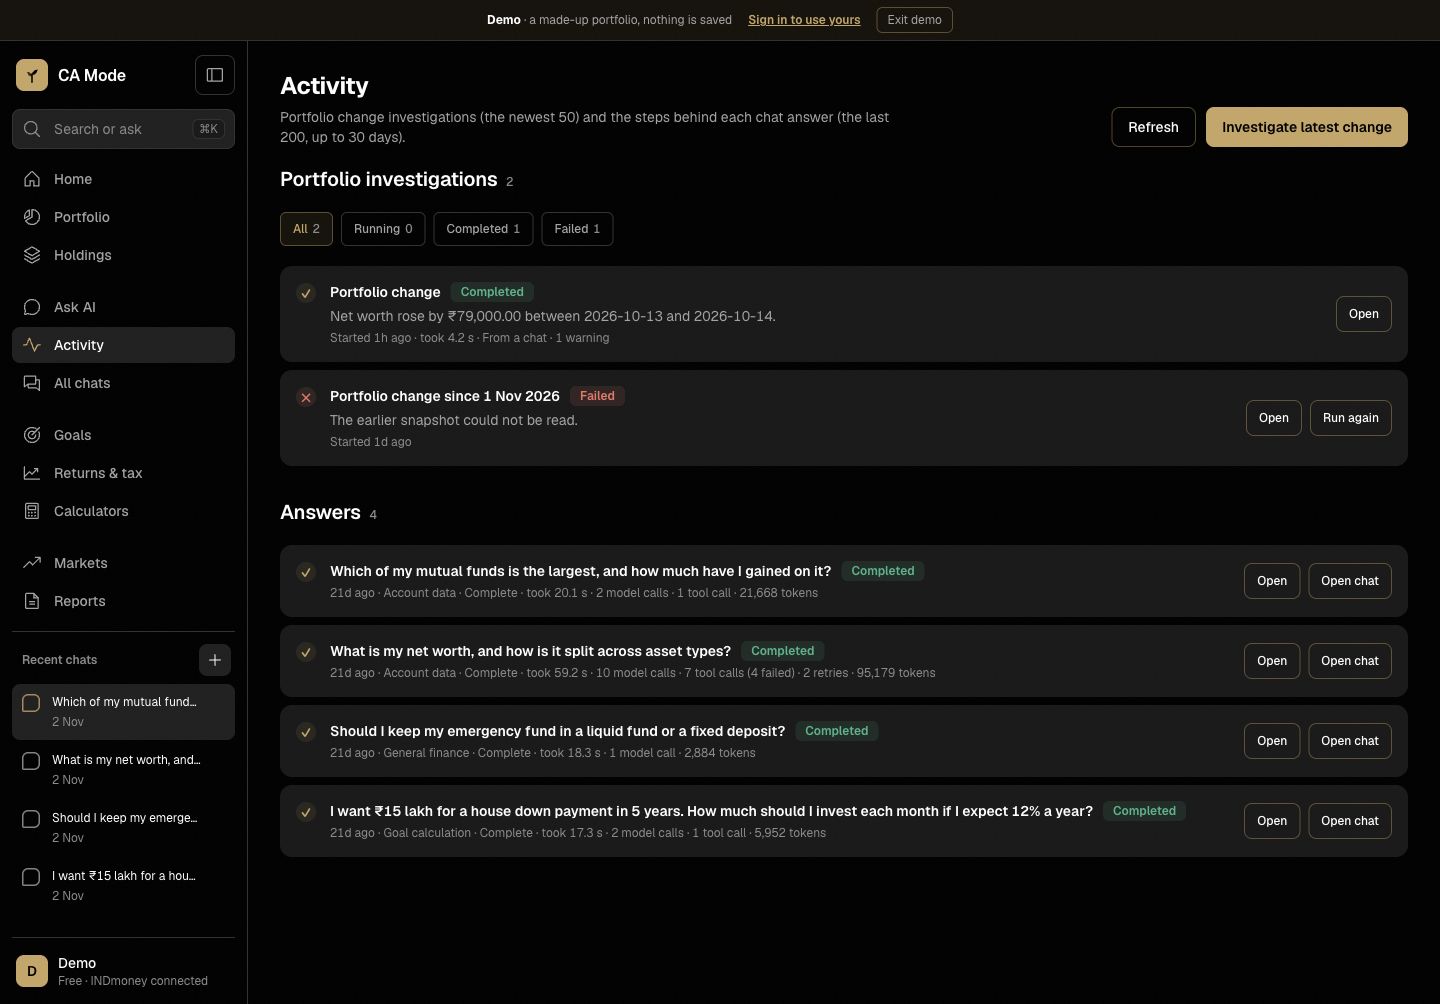 Demo · a made-up portfolio, nothing is saved Sign in to use yours Exit demo
CA Mode
Search or ask ⌘K
Home
Portfolio
Holdings
Ask AI
Activity
All chats
Goals
Returns & tax
Calculators
Markets
Reports
Recent chats
Which of my mutual fund…
2 Nov
What is my net worth, and…
2 Nov
Should I keep my emerge…
2 Nov
I want ₹15 lakh for a hou…
2 Nov
D
Demo
Free · INDmoney connected
Activity
Portfolio change investigations (the newest 50) and the steps behind each chat answer (the last
200, up to 30 days).
Refresh Investigate latest change
Portfolio investigations 2
All 2 Running 0 Completed 1 Failed 1
Portfolio change Completed
Net worth rose by ₹79,000.00 between 2026-10-13 and 2026-10-14.
Started 1h ago · took 4.2 s · From a chat · 1 warning
Open
Portfolio change since 1 Nov 2026 Failed
The earlier snapshot could not be read.
Started 1d ago
Open Run again
Answers 4
Which of my mutual funds is the largest, and how much have I gained on it? Completed
21d ago · Account data · Complete · took 20.1 s · 2 model calls · 1 tool call · 21,668 tokens
Open Open chat
What is my net worth, and how is it split across asset types? Completed
21d ago · Account data · Complete · took 59.2 s · 10 model calls · 7 tool calls (4 failed) · 2 retries · 95,179 tokens
Open Open chat
Should I keep my emergency fund in a liquid fund or a fixed deposit? Completed
21d ago · General finance · Complete · took 18.3 s · 1 model call · 2,884 tokens
Open Open chat
I want ₹15 lakh for a house down payment in 5 years. How much should I invest each month if I expect 12% a year? Completed
21d ago · Goal calculation · Complete · took 17.3 s · 2 model calls · 1 tool call · 5,952 tokens
Open Open chat